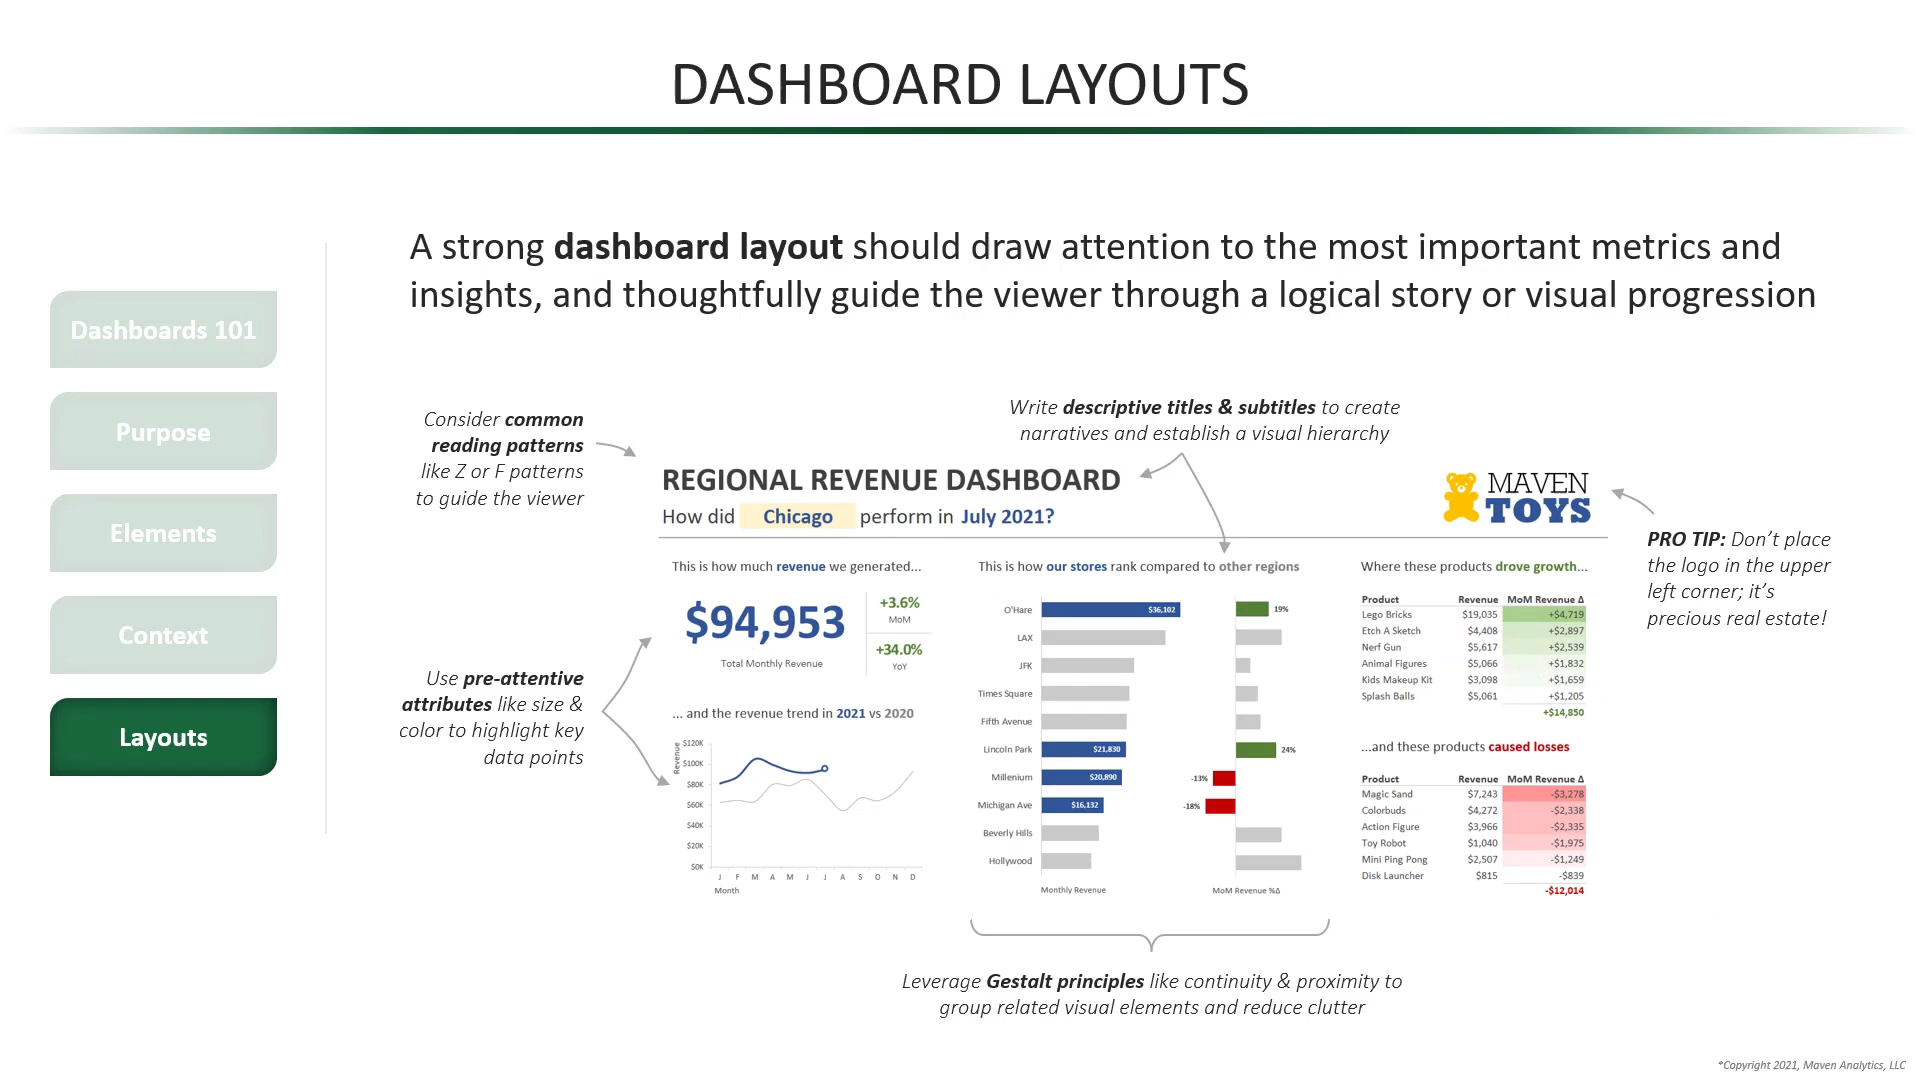 DASHBOARD LAYOUTS
Dashboards 101
Purpose
Elements
Context
Layouts
A strong dashboard layout should draw attention to the most important metrics and
insights, and thoughtfully guide the viewer through a logical story or visual progression
Consider common
reading patterns
like Z or F patterns
to guide the viewer
Write descriptive titles & subtitles to create
narratives and establish a visual hierarchy
REGIONAL REVENUE DASHBOARD
How did Chicago perform in July 2021?
MAVEN
TOYS
PRO TIP: Don't place
the logo in the upper
left corner; it's
precious real estate!
Use pre-attentive
attributes like size &
color to highlight key
data points
This is how much revenue we generated...
$94,953
Total Monthly Revenue
+3.6%
MoM
+34.0%
YoY
... and the revenue trend in 2021 vs 2020
Revenue
$120K
$100K
$80K
$60K
$40K
$20K
$0K
J F M A M J J A S O N D
Month
This is how our stores rank compared to other regions
O'Hare $36,102 19%
LAX
JFK
Times Square
Fifth Avenue
Lincoln Park $21,830 24%
Millenium $20,890 -13%
Michigan Ave $16,132 -18%
Beverly Hills
Hollywood
Monthly Revenue MoM Revenue %Δ
Where these products drove growth...
Product Revenue MoM Revenue Δ
Lego Bricks $19,035 +$4,719
Etch A Sketch $4,408 +$2,897
Nerf Gun $5,617 +$2,539
Animal Figures $5,066 +$1,832
Kids Makeup Kit $3,098 +$1,659
Splash Balls $5,061 +$1,205
+$14,850
...and these products caused losses
Product Revenue MoM Revenue Δ
Magic Sand $7,243 -$3,278
Colorbuds $4,272 -$2,338
Action Figure $3,966 -$2,335
Toy Robot $1,040 -$1,975
Mini Ping Pong $2,507 -$1,249
Disk Launcher $815 -$839
-$12,014
Leverage Gestalt principles like continuity & proximity to
group related visual elements and reduce clutter
*Copyright 2021, Maven Analytics, LLC